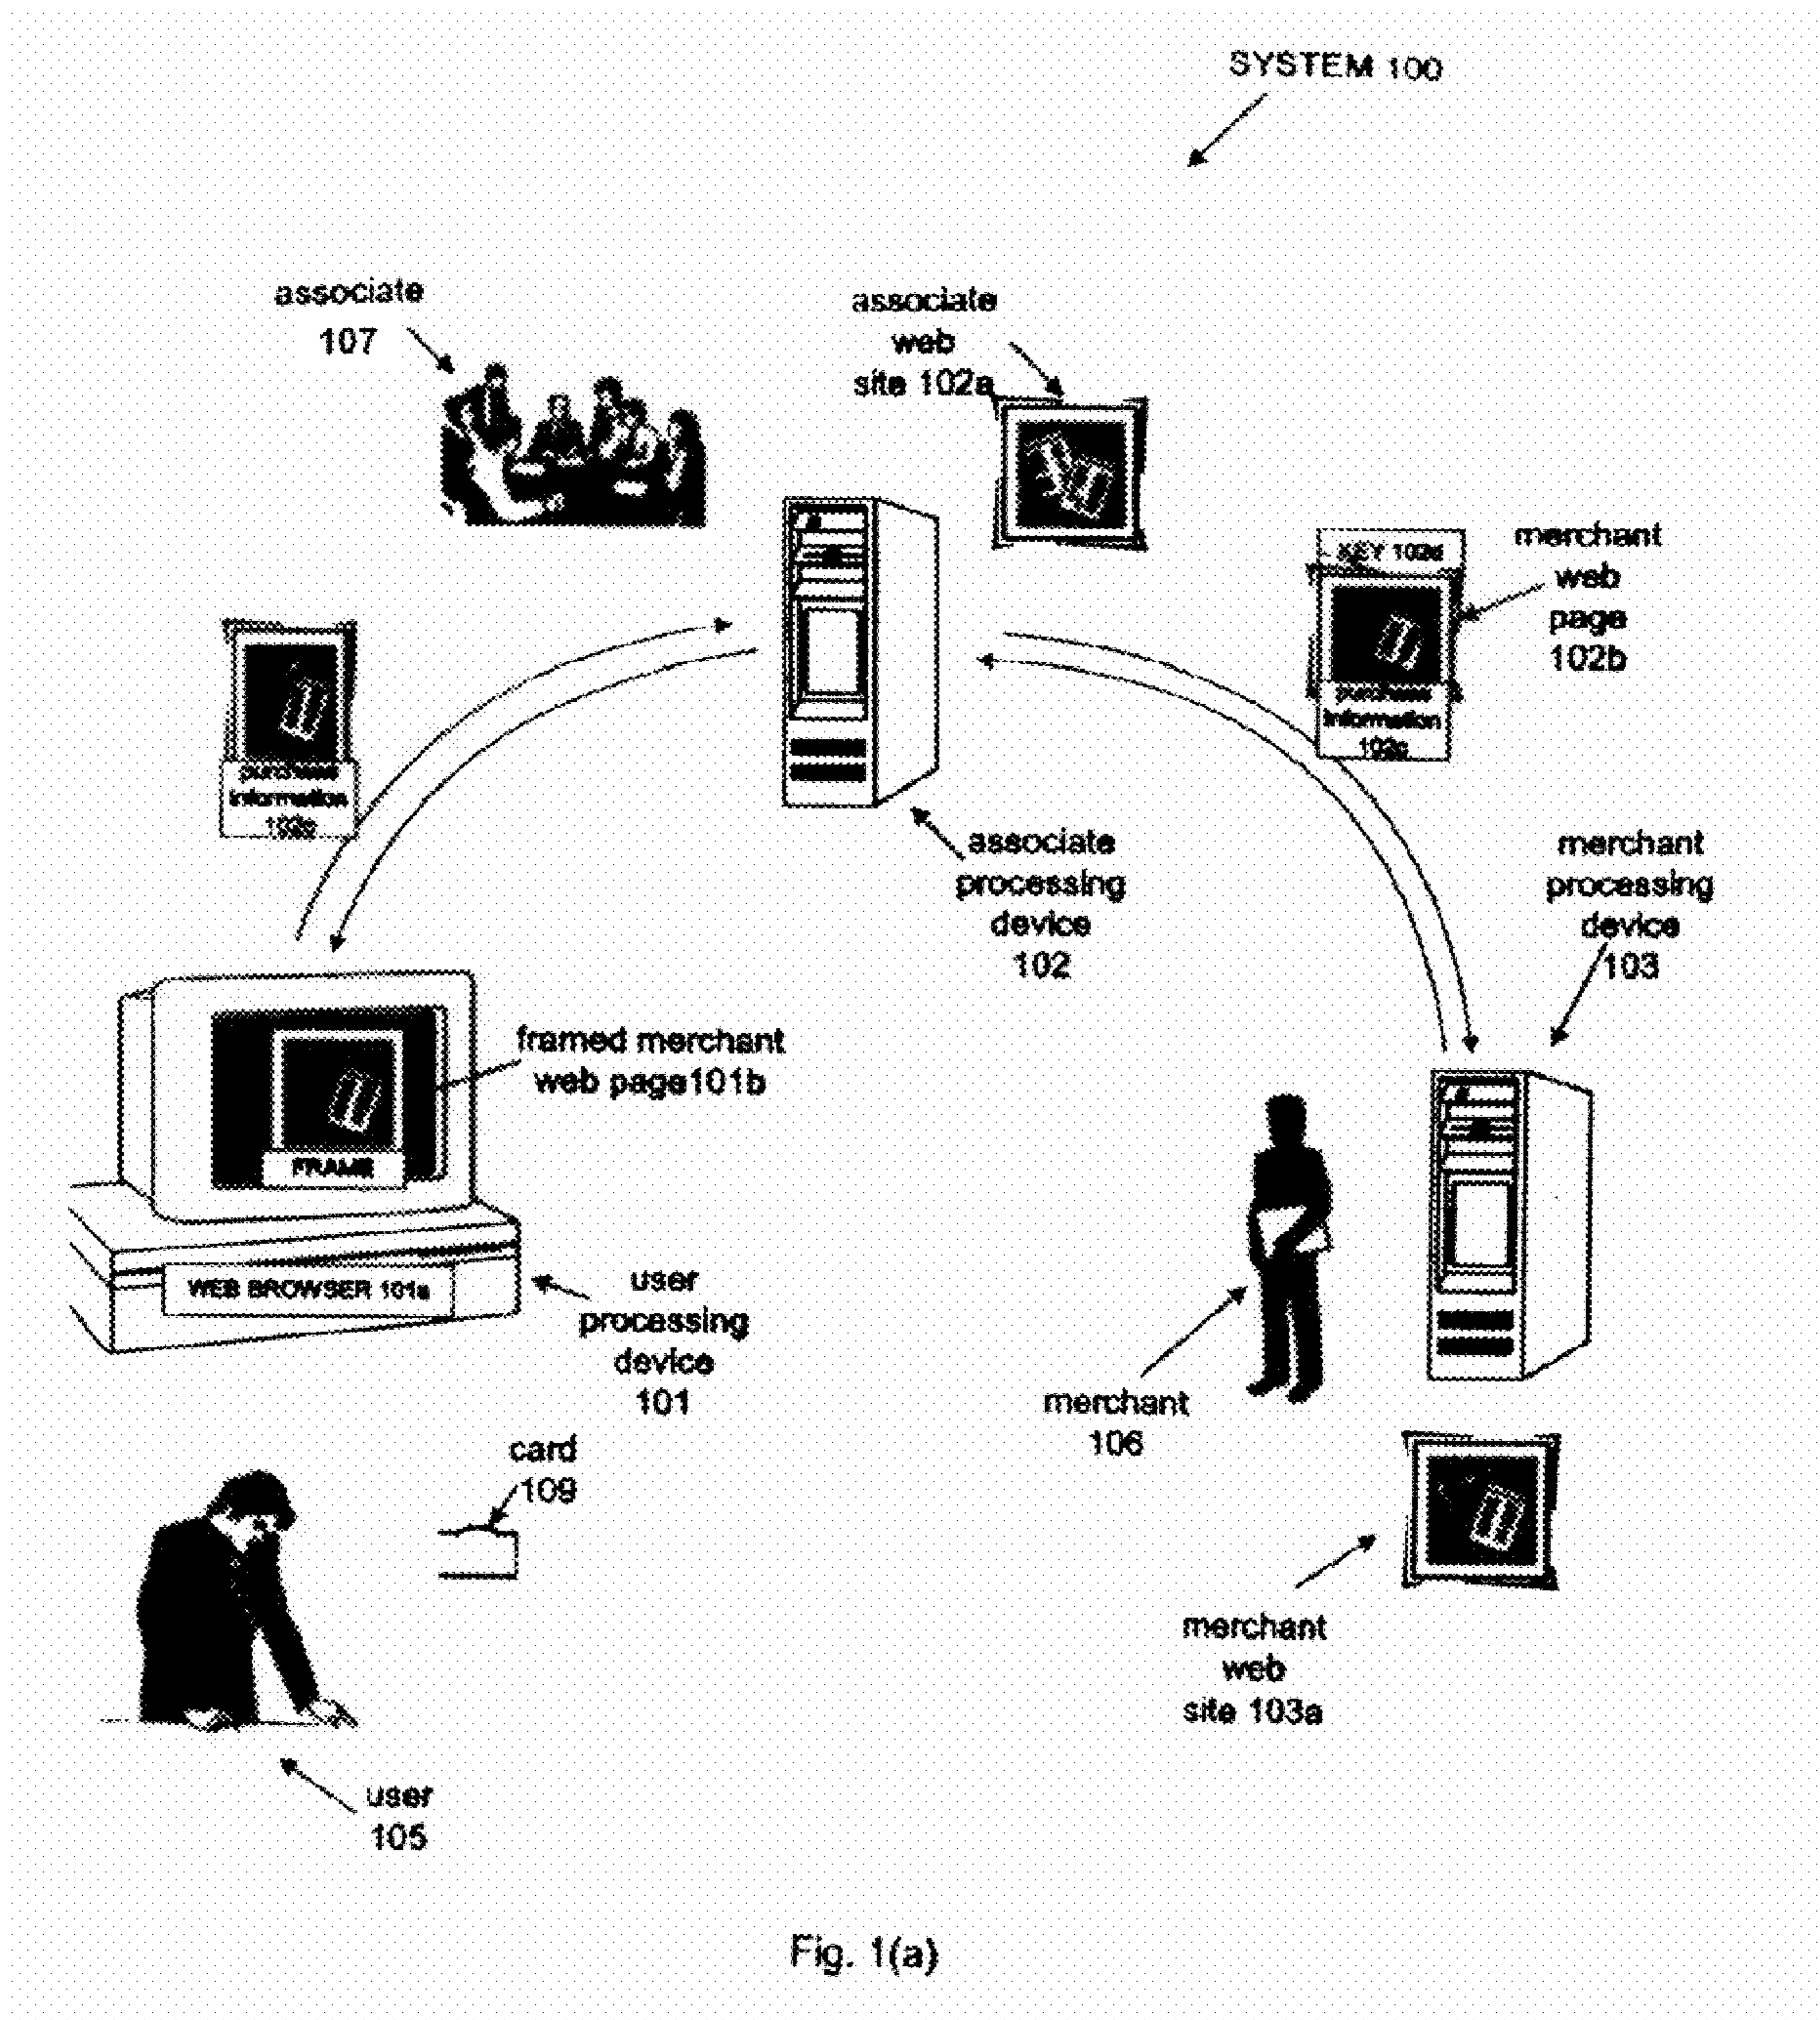 SYSTEM 100
associate
107
associate
web
site 102a
KEY 102d
merchant
web
page
102b
purchase
information
102c
purchase
information
102c
associate
processing
device
102
merchant
processing
device
103
framed merchant
web page101b
FRAME
WEB BROWSER 101a
user
processing
device
101
merchant
106
card
109
merchant
web
site 103a
user
105
Fig. 1(a)